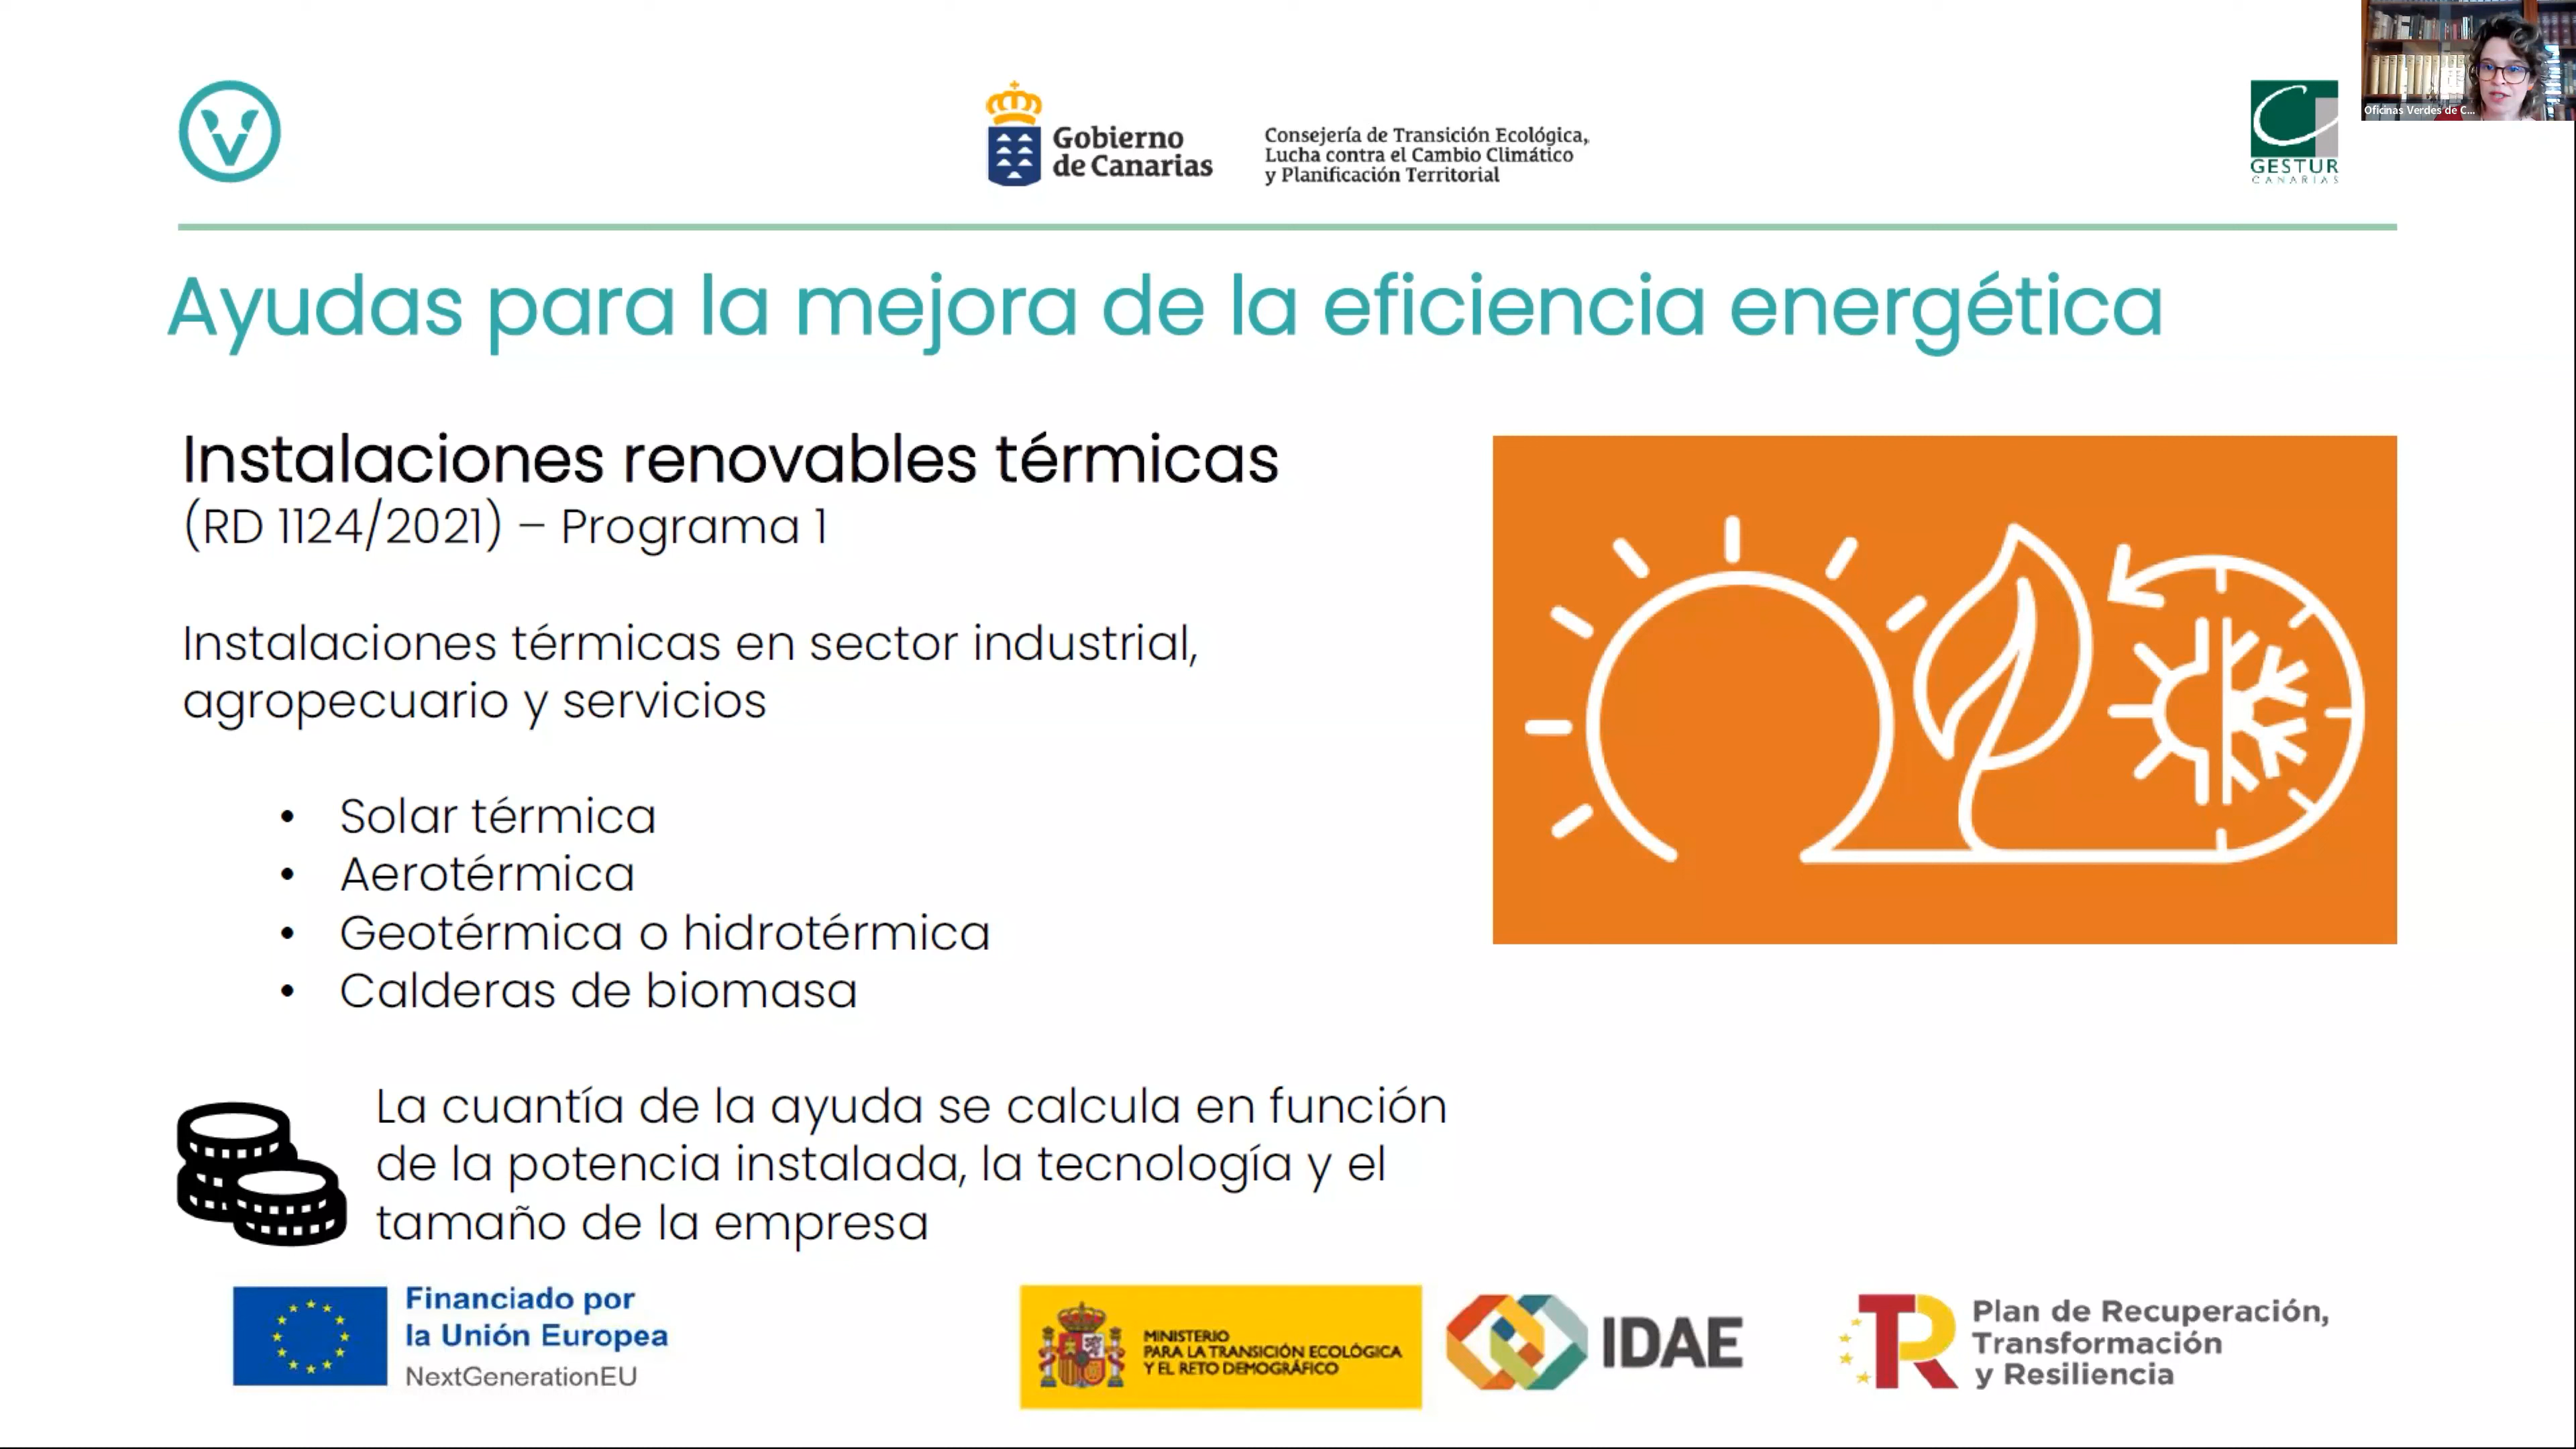 Gobierno
de Canarias
Consejería de Transición Ecológica,
Lucha contra el Cambio Climático
y Planificación Territorial
GESTUR
CANARIAS
Oficinas Verdes de C...
Ayudas para la mejora de la eficiencia energética
Instalaciones renovables térmicas
(RD 1124/2021) – Programa 1
Instalaciones térmicas en sector industrial,
agropecuario y servicios
• Solar térmica
• Aerotérmica
• Geotérmica o hidrotérmica
• Calderas de biomasa
La cuantía de la ayuda se calcula en función
de la potencia instalada, la tecnología y el
tamaño de la empresa
Financiado por
la Unión Europea
NextGenerationEU
MINISTERIO
PARA LA TRANSICIÓN ECOLÓGICA
Y EL RETO DEMOGRÁFICO
IDAE
TR
Plan de Recuperación,
Transformación
y Resiliencia